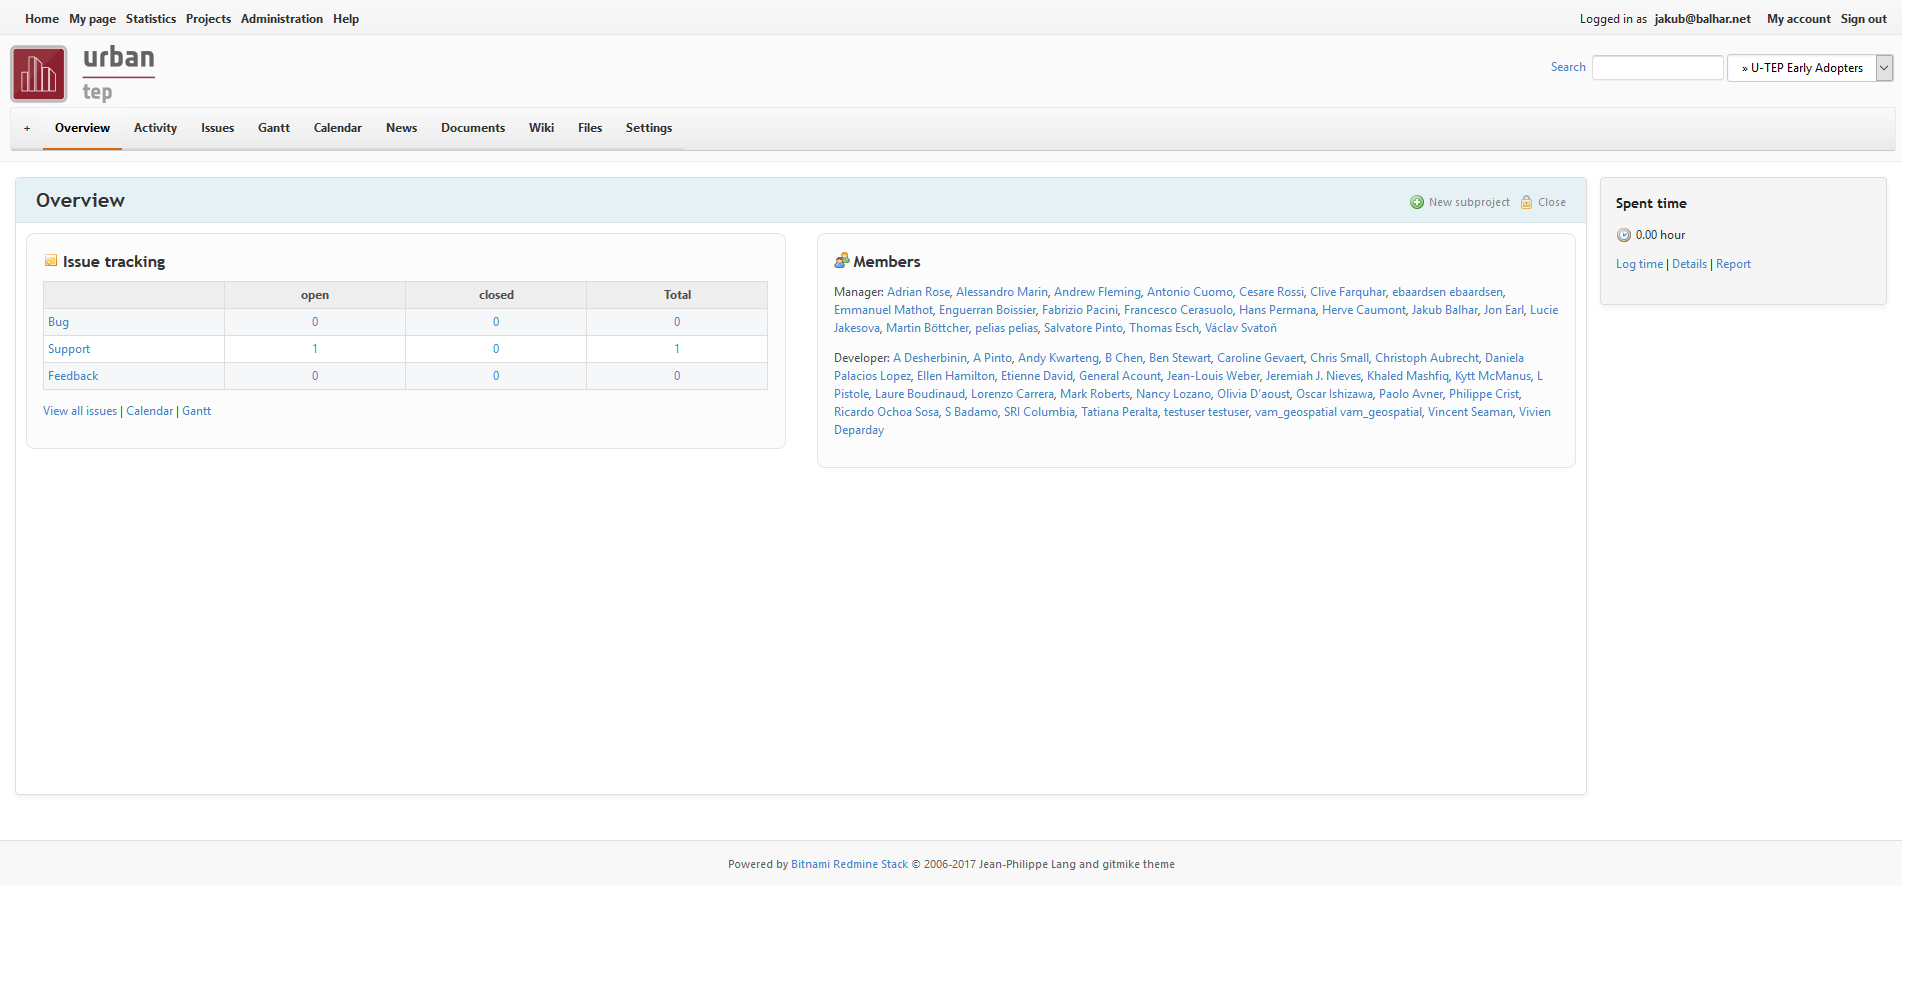 Home My page Statistics Projects Administration Help
Logged in as jakub@balhar.net My account Sign out
urban
tep
Search
» U-TEP Early Adopters
+ Overview Activity Issues Gantt Calendar News Documents Wiki Files Settings
Overview
New subproject Close
Issue tracking
open closed Total
Bug 0 0 0
Support 1 0 1
Feedback 0 0 0
View all issues | Calendar | Gantt
Members
Manager: Adrian Rose, Alessandro Marin, Andrew Fleming, Antonio Cuomo, Cesare Rossi, Clive Farquhar, ebaardsen ebaardsen,
Emmanuel Mathot, Enguerran Boissier, Fabrizio Pacini, Francesco Cerasuolo, Hans Permana, Herve Caumont, Jakub Balhar, Jon Earl, Lucie
Jakesova, Martin Böttcher, pelias pelias, Salvatore Pinto, Thomas Esch, Václav Svatoň
Developer: A Desherbinin, A Pinto, Andy Kwarteng, B Chen, Ben Stewart, Caroline Gevaert, Chris Small, Christoph Aubrecht, Daniela
Palacios Lopez, Ellen Hamilton, Etienne David, General Acount, Jean-Louis Weber, Jeremiah J. Nieves, Khaled Mashfiq, Kytt McManus, L
Pistole, Laure Boudinaud, Lorenzo Carrera, Mark Roberts, Nancy Lozano, Olivia D'aoust, Oscar Ishizawa, Paolo Avner, Philippe Crist,
Ricardo Ochoa Sosa, S Badamo, SRI Columbia, Tatiana Peralta, testuser testuser, vam_geospatial vam_geospatial, Vincent Seaman, Vivien
Deparday
Spent time
0.00 hour
Log time | Details | Report
Powered by Bitnami Redmine Stack © 2006-2017 Jean-Philippe Lang and gitmike theme